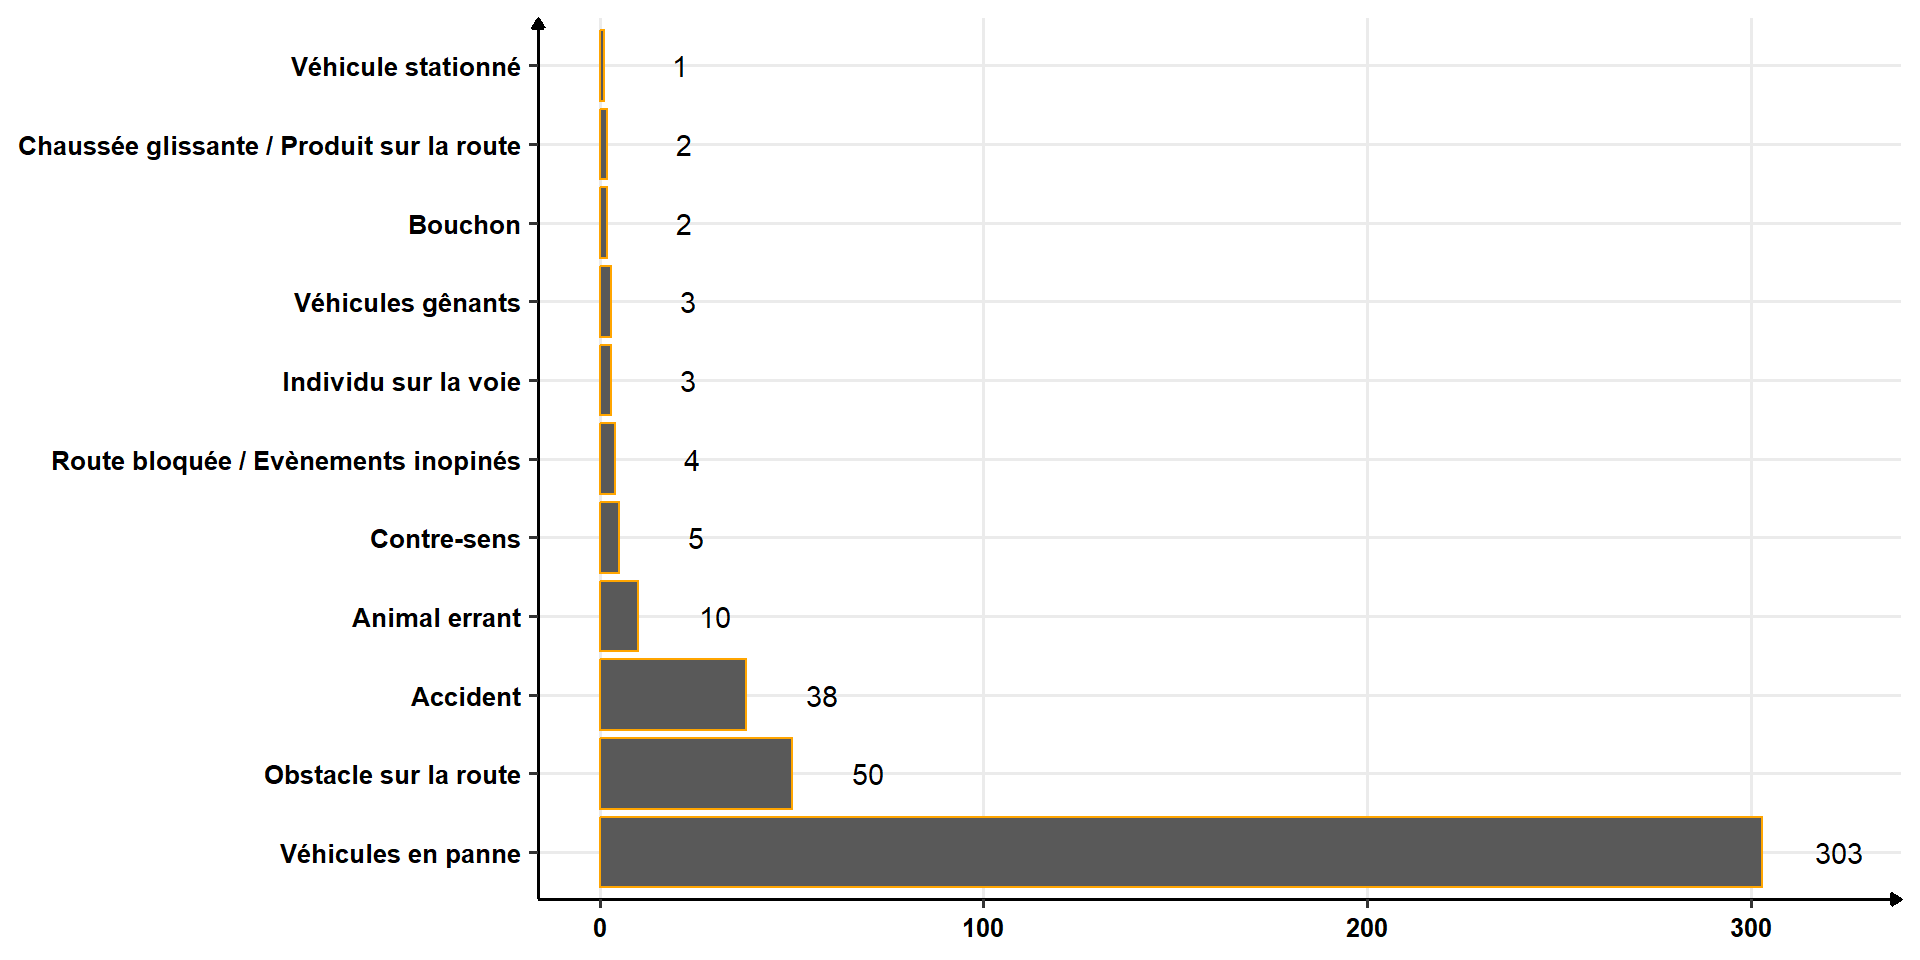 Véhicule stationné 1
Chaussée glissante / Produit sur la route 2
Bouchon 2
Véhicules gênants 3
Individu sur la voie 3
Route bloquée / Evènements inopinés 4
Contre-sens 5
Animal errant 10
Accident 38
Obstacle sur la route 50
Véhicules en panne 303
0 100 200 300